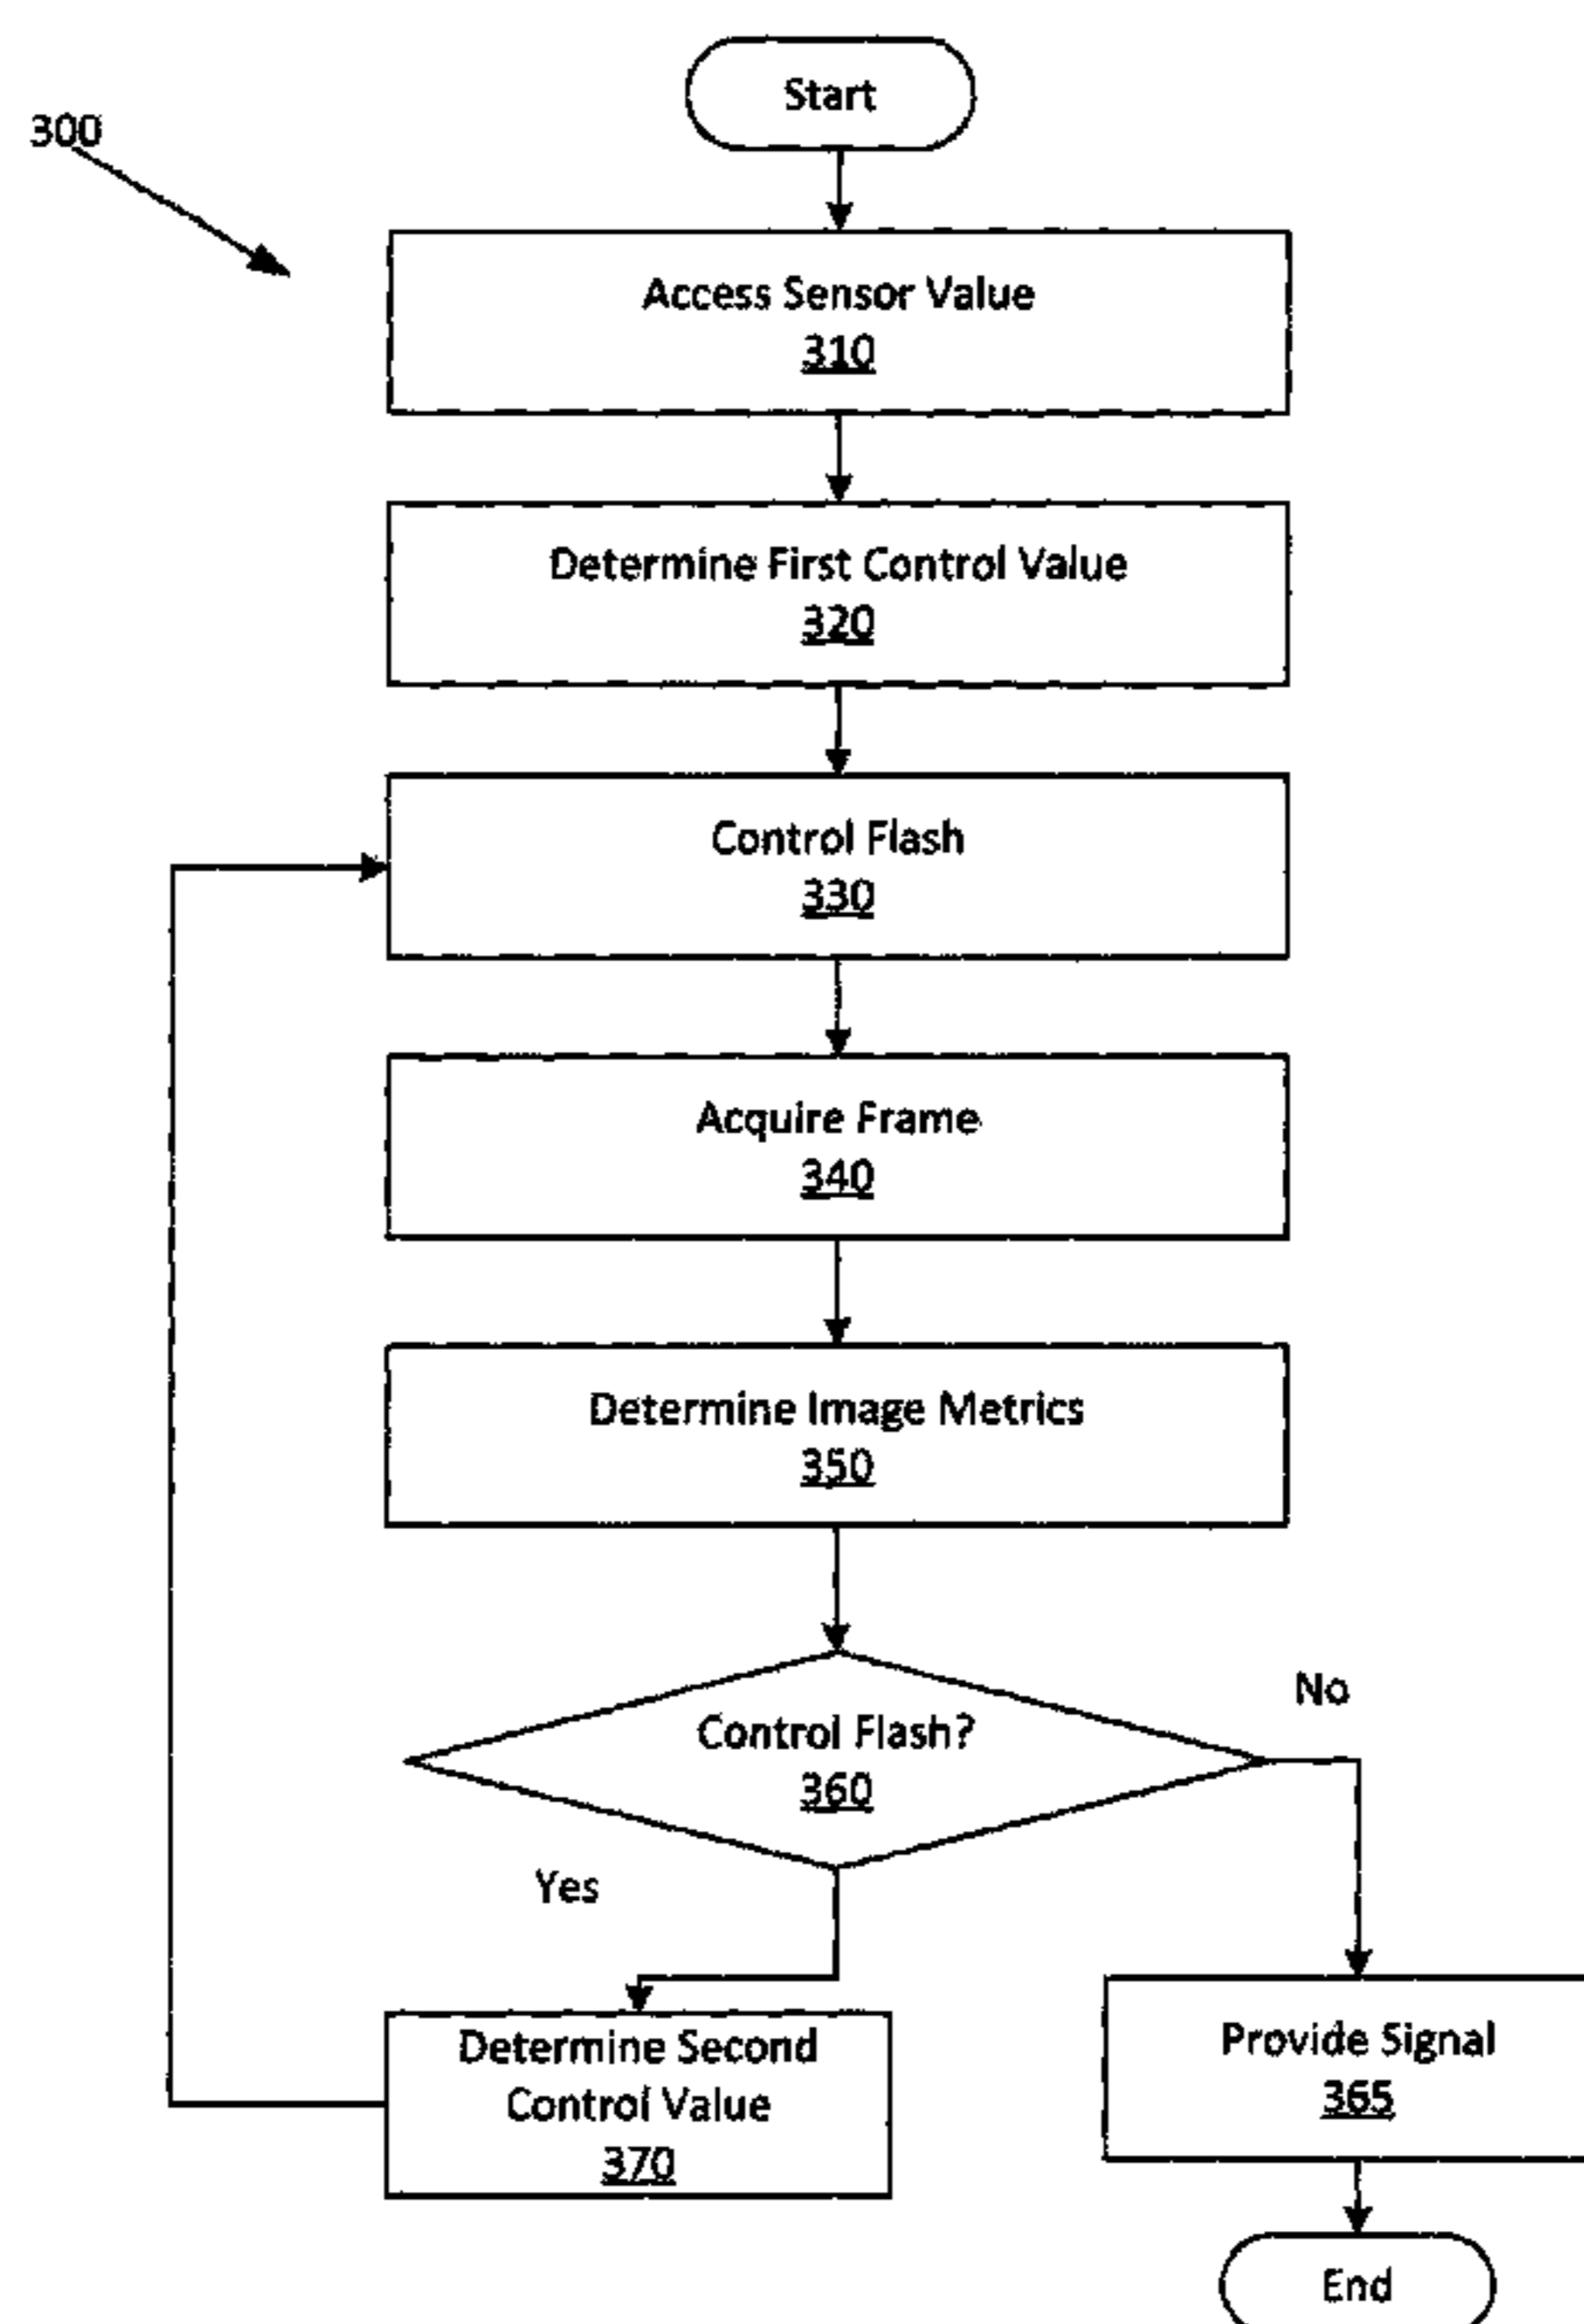 Start
300
Access Sensor Value
310
Determine First Control Value
320
Control Flash
330
Acquire Frame
340
Determine Image Metrics
350
No
Control Flash?
360
Yes
Determine Second
Control Value
370
Provide Signal
365
End